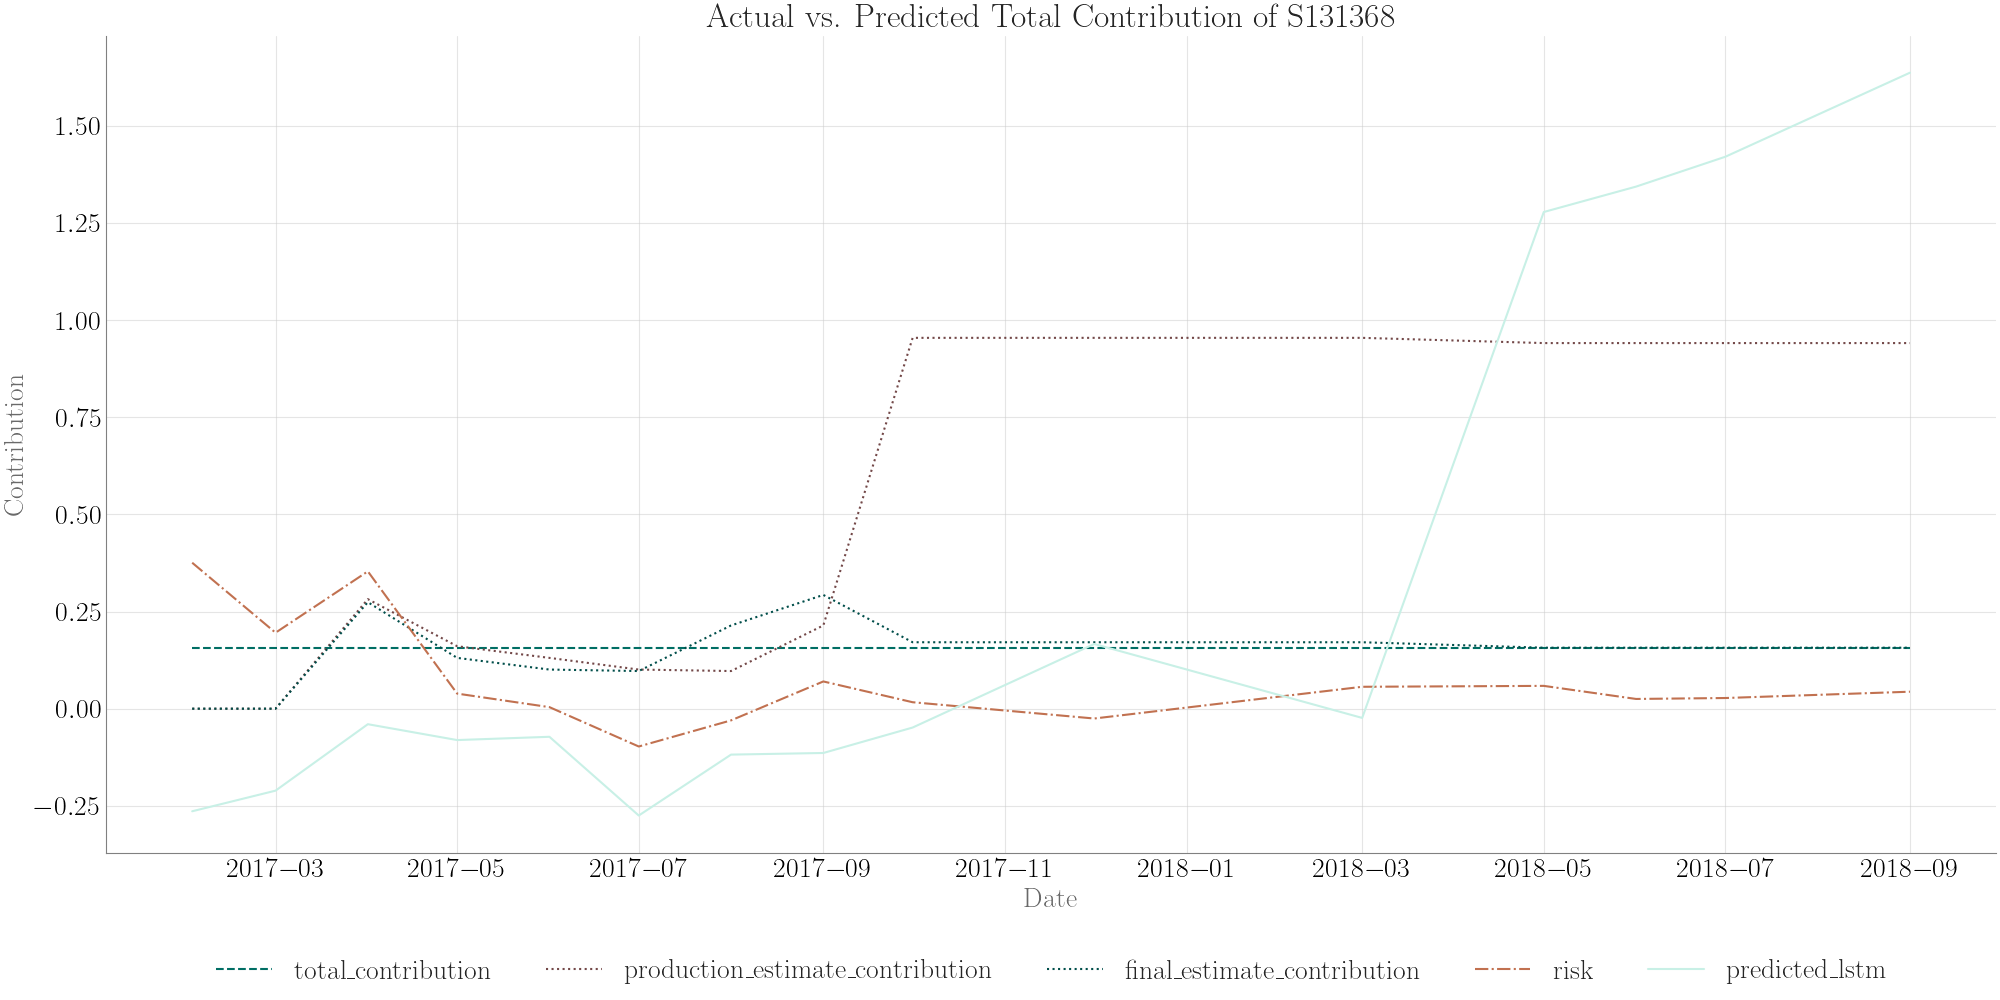 Actual vs. Predicted Total Contribution of S131368
Contribution
1.50
1.25
1.00
0.75
0.50
0.25
0.00
−0.25
2017−03 2017−05 2017−07 2017−09 2017−11 2018−01 2018−03 2018−05 2018−07 2018−09
Date
total_contribution production_estimate_contribution final_estimate_contribution risk predicted_lstm